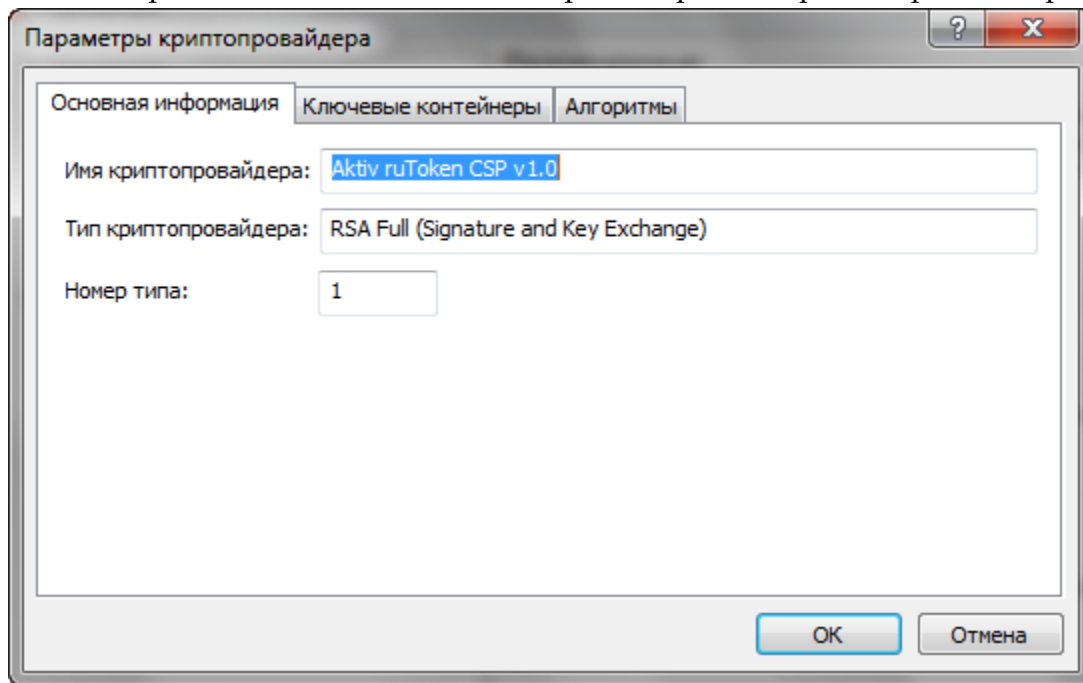 Параметры криптопровайдера
Основная информация Ключевые контейнеры Алгоритмы
Имя криптопровайдера: Aktiv ruToken CSP v1.0
Тип криптопровайдера: RSA Full (Signature and Key Exchange)
Номер типа: 1
ОК Отмена